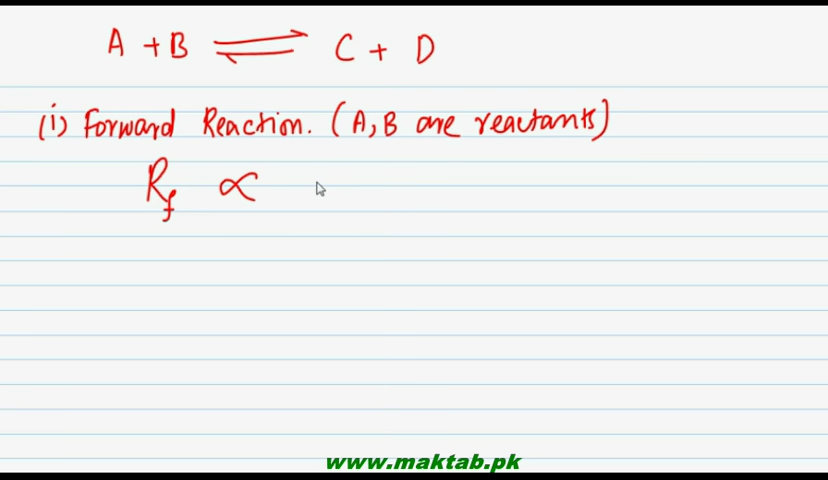 A + B ⇌ C + D
(i) Forward Reaction. (A, B are reactants)
Rf ∝
www.maktab.pk